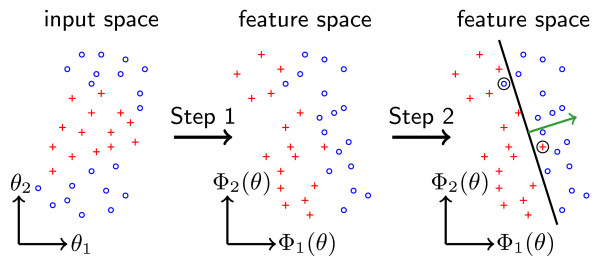 input space
feature space
feature space
Step 1
Step 2
θ₂
Φ₂(θ)
Φ₂(θ)
θ₁
Φ₁(θ)
Φ₁(θ)